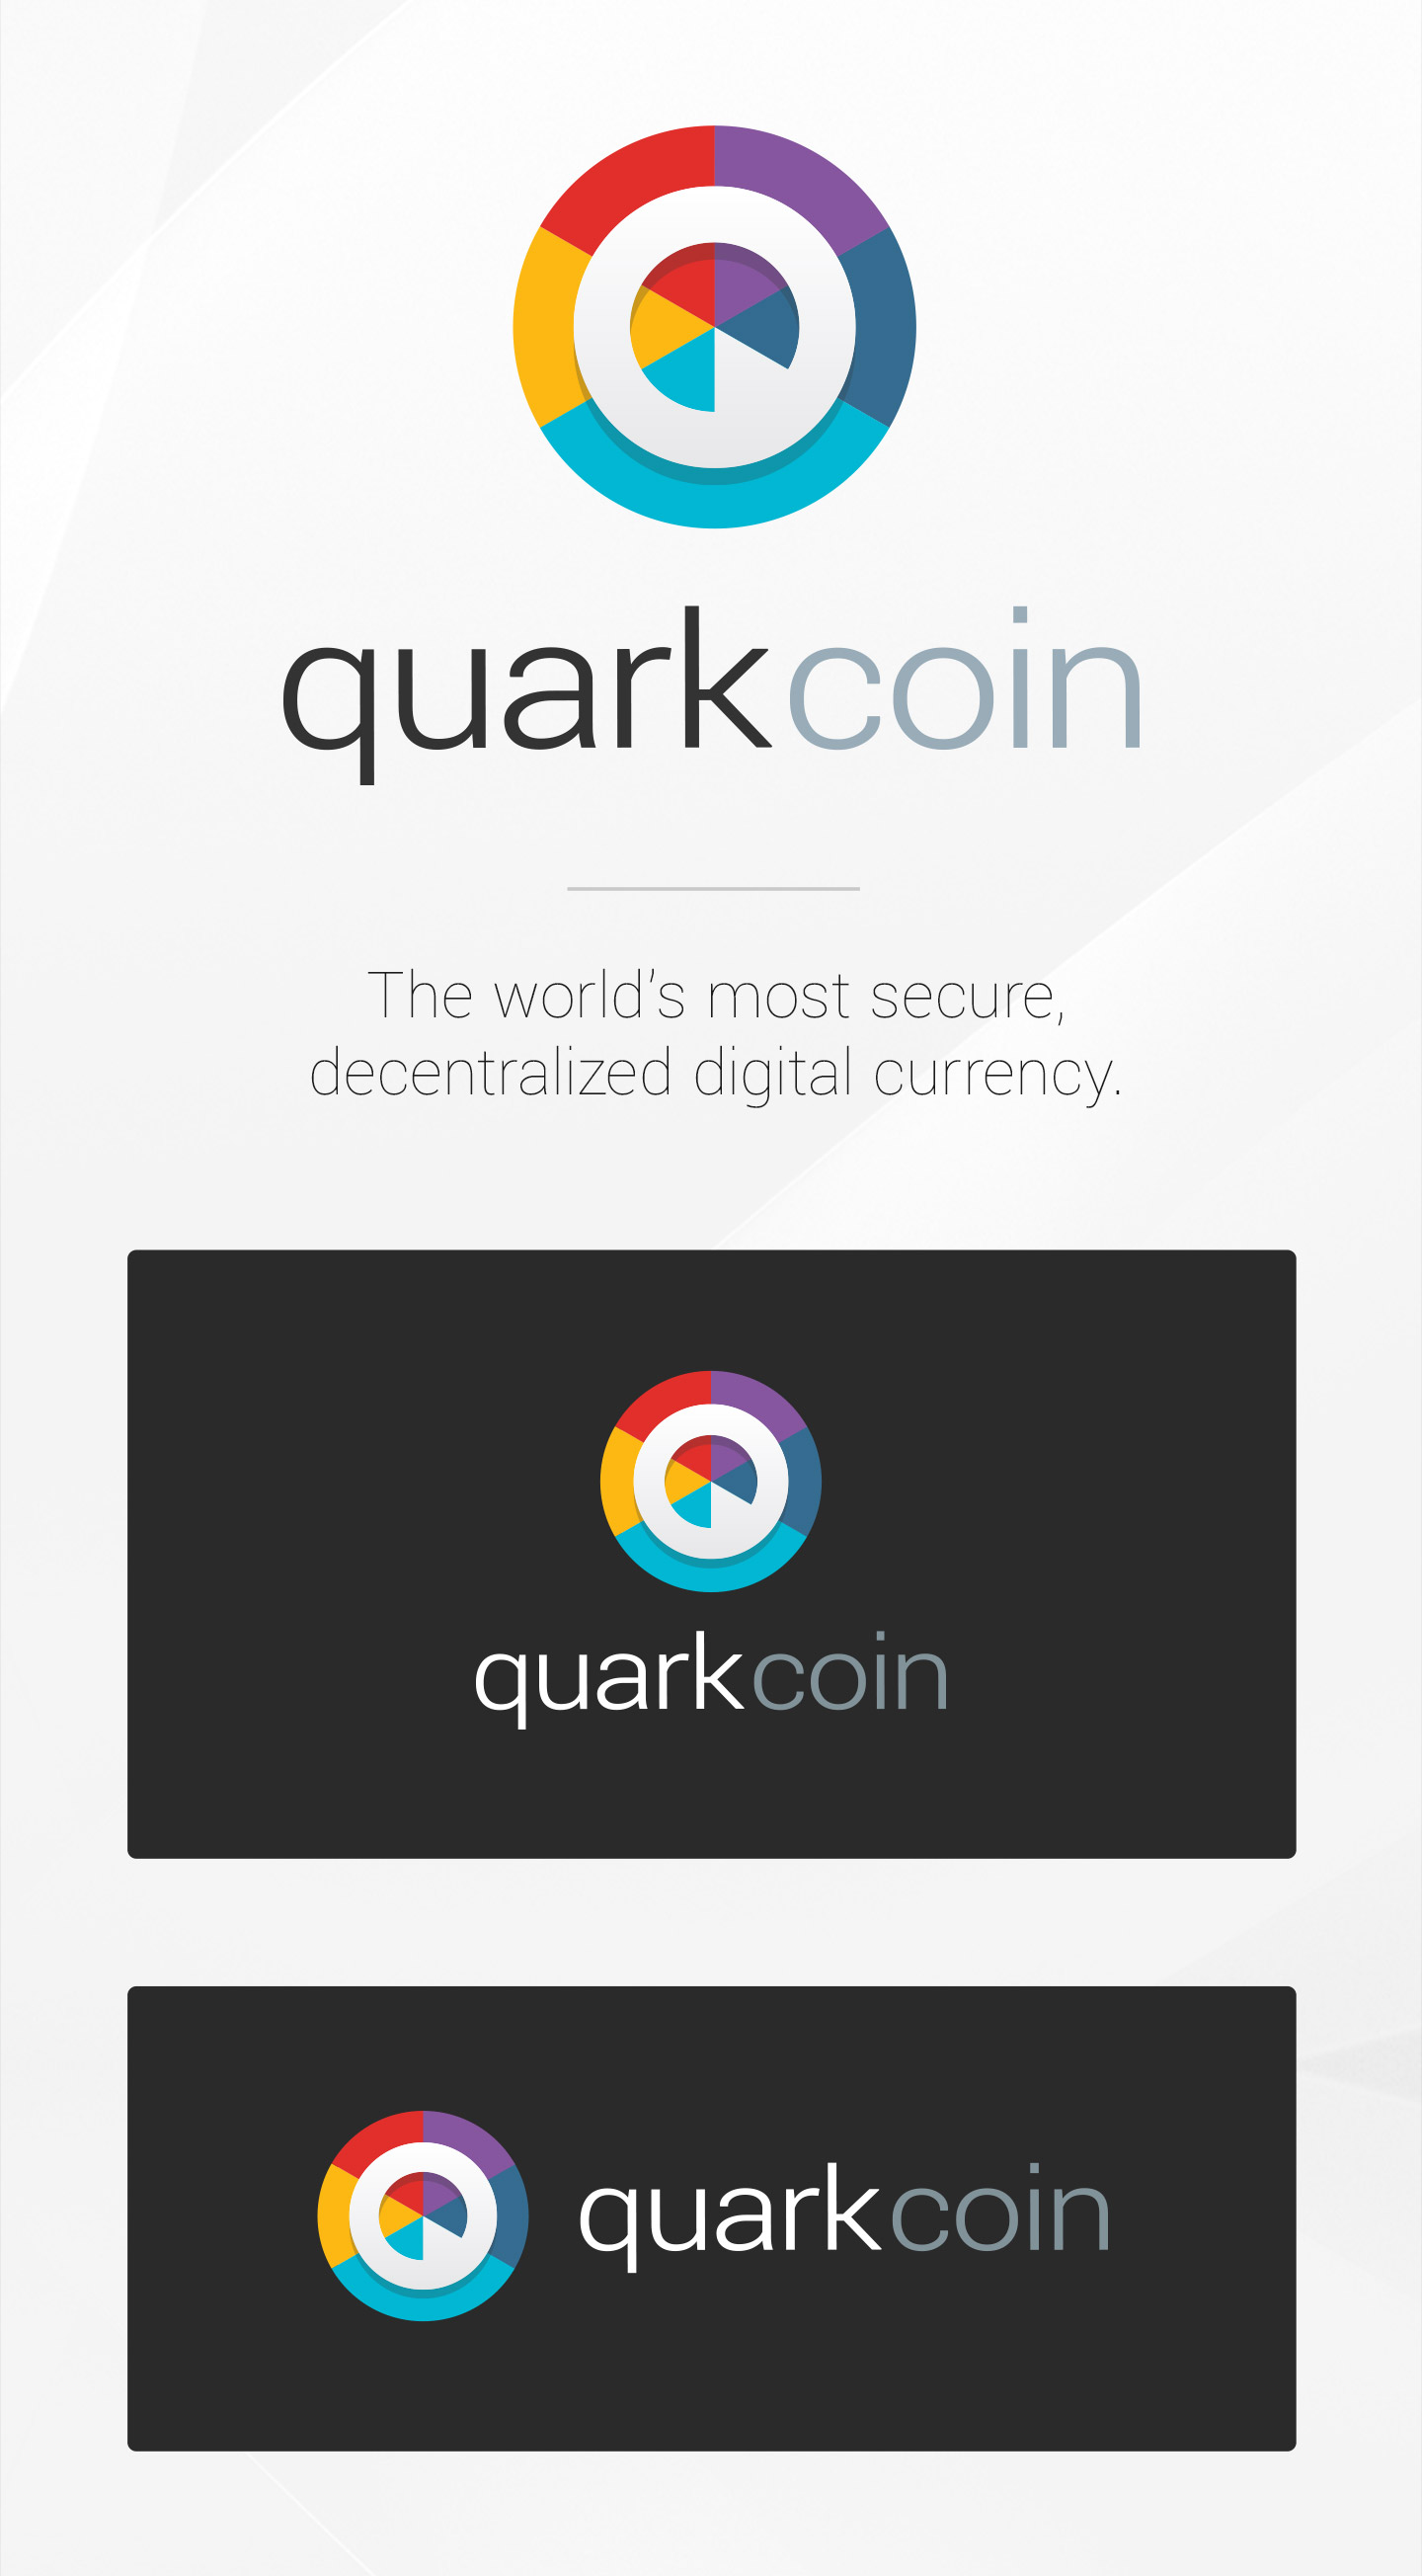 quarkcoin
The world’s most secure,
decentralized digital currency.
quarkcoin
quarkcoin